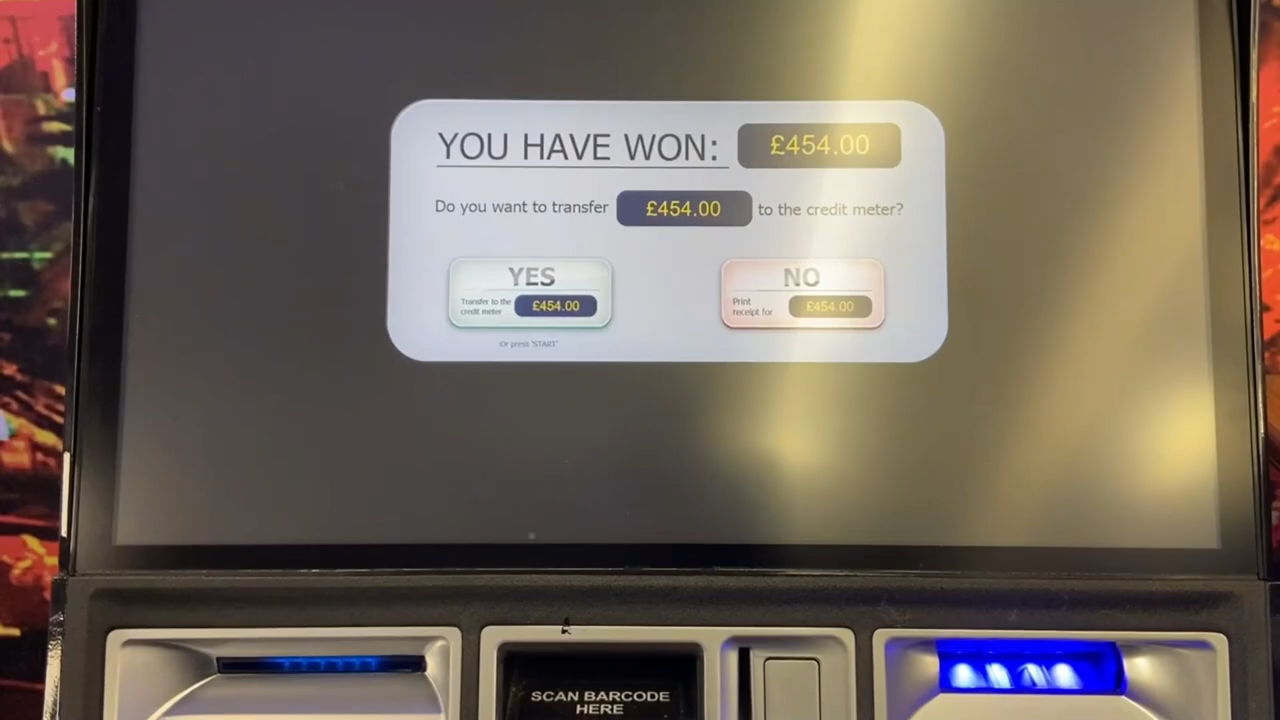 YOU HAVE WON: £454.00
Do you want to transfer £454.00 to the credit meter?
YES
Transfer to the credit meter £454.00
Or press "START"
NO
Print receipt for £454.00
SCAN BARCODE
HERE